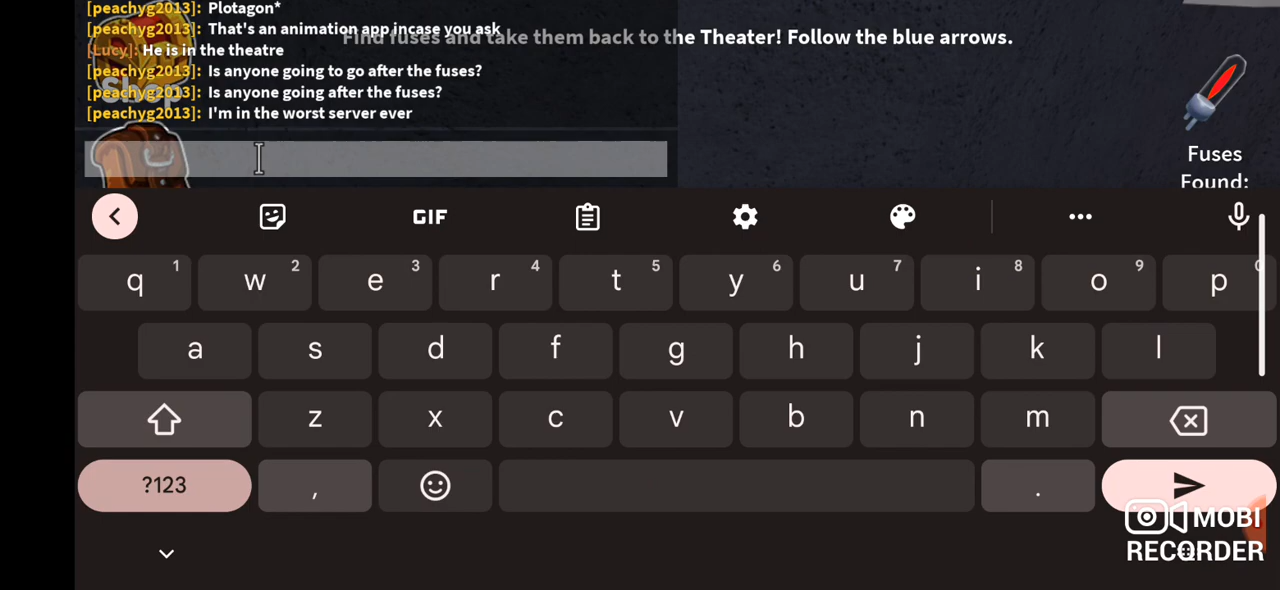 [peachyg2013]: Plotagon*
[peachyg2013]: That's an animation app incase you ask
Find fuses and take them back to the Theater! Follow the blue arrows.
[Lucy]: He is in the theatre
[peachyg2013]: Is anyone going to go after the fuses?
Shop
[peachyg2013]: Is anyone going after the fuses?
[peachyg2013]: I'm in the worst server ever
Fuses
Found:
GIF
q 1 w 2 e 3 r 4 t 5 y 6 u 7 i 8 o 9 p 0
a s d f g h j k l
z x c v b n m
?123 , .
MOBI
RECORDER